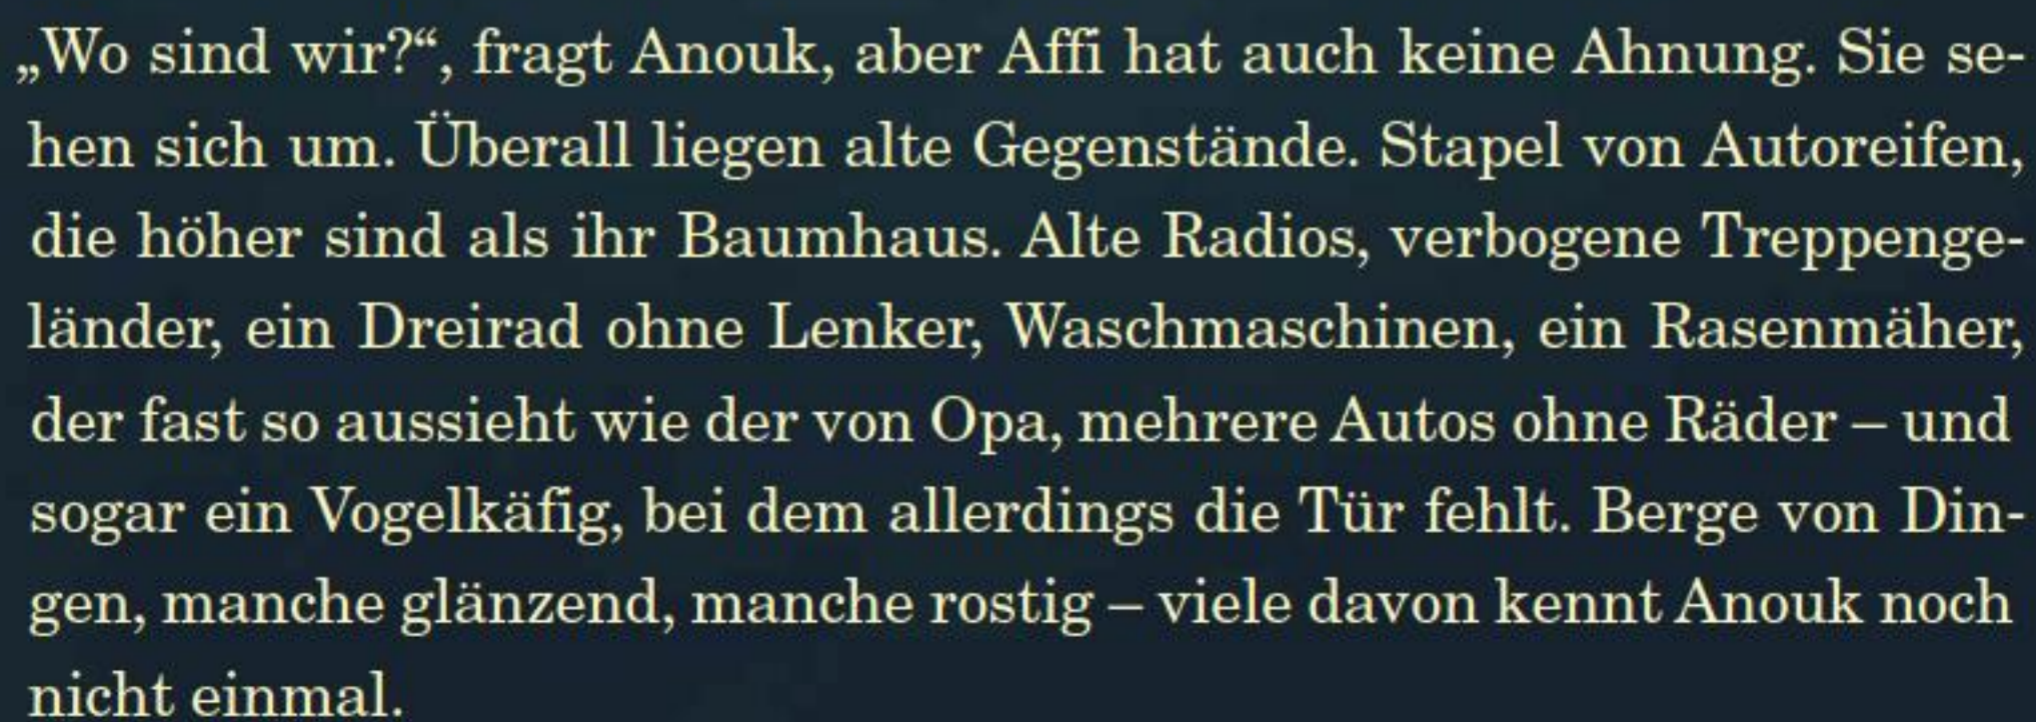 „Wo sind wir?“, fragt Anouk, aber Affi hat auch keine Ahnung. Sie se-
hen sich um. Überall liegen alte Gegenstände. Stapel von Autoreifen,
die höher sind als ihr Baumhaus. Alte Radios, verbogene Treppenge-
länder, ein Dreirad ohne Lenker, Waschmaschinen, ein Rasenmäher,
der fast so aussieht wie der von Opa, mehrere Autos ohne Räder – und
sogar ein Vogelkäfig, bei dem allerdings die Tür fehlt. Berge von Din-
gen, manche glänzend, manche rostig – viele davon kennt Anouk noch
nicht einmal.